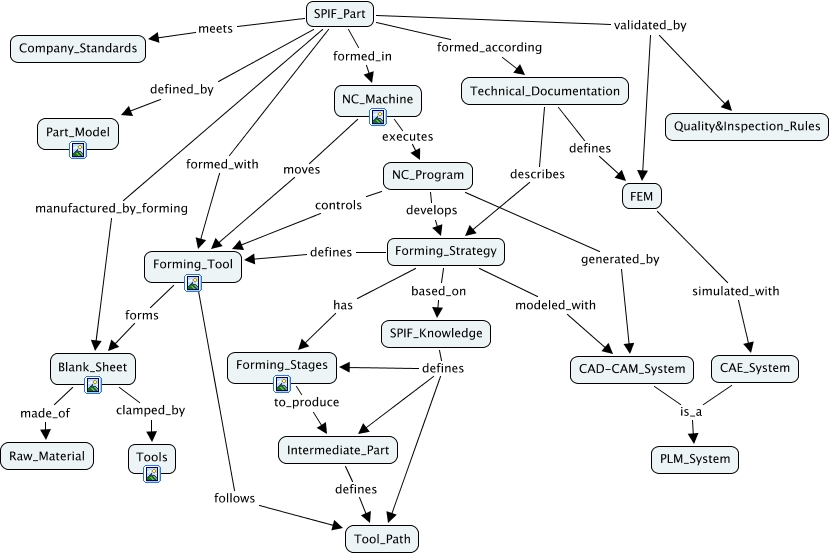 SPIF_Part
validated_by
meets
Company_Standards
formed_in
formed_according
defined_by
NC_Machine
Technical_Documentation
Part_Model
Quality&Inspection_Rules
executes
defines
formed_with
moves
NC_Program
describes
FEM
manufactured_by_forming
controls
develops
Forming_Tool
defines
Forming_Strategy
generated_by
has
based_on
modeled_with
simulated_with
forms
SPIF_Knowledge
Blank_Sheet
Forming_Stages
defines
CAD-CAM_System
CAE_System
made_of
clamped_by
to_produce
is_a
Raw_Material
Tools
Intermediate_Part
PLM_System
defines
follows
Tool_Path